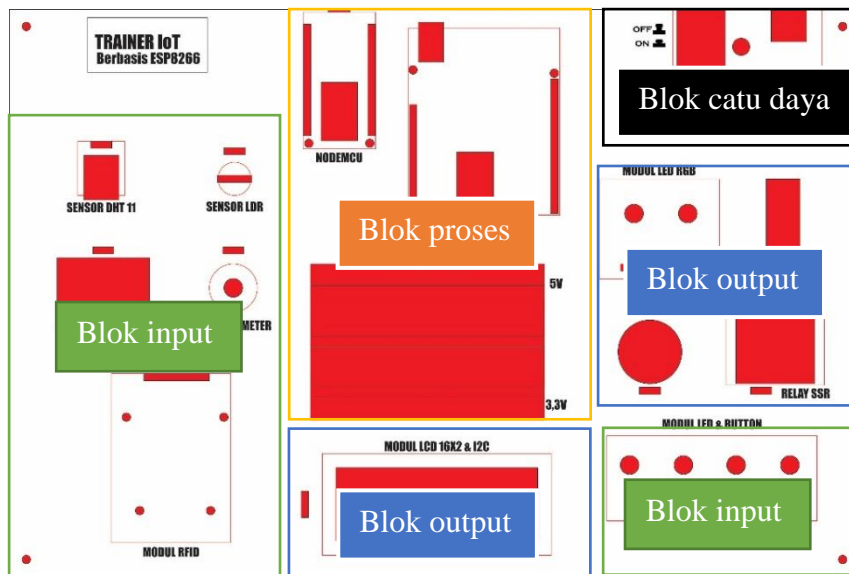 TRAINER IoT
Berbasis ESP8266
SENSOR DHT 11
SENSOR LDR
METER
Blok input
MODUL RFID
NODEMCU
Blok proses
5V
3,3V
MODUL LCD 16X2 & I2C
Blok output
OFF
ON
Blok catu daya
MODUL LED RGB
Blok output
RELAY SSR
MODUL LED & BUTTON
Blok input